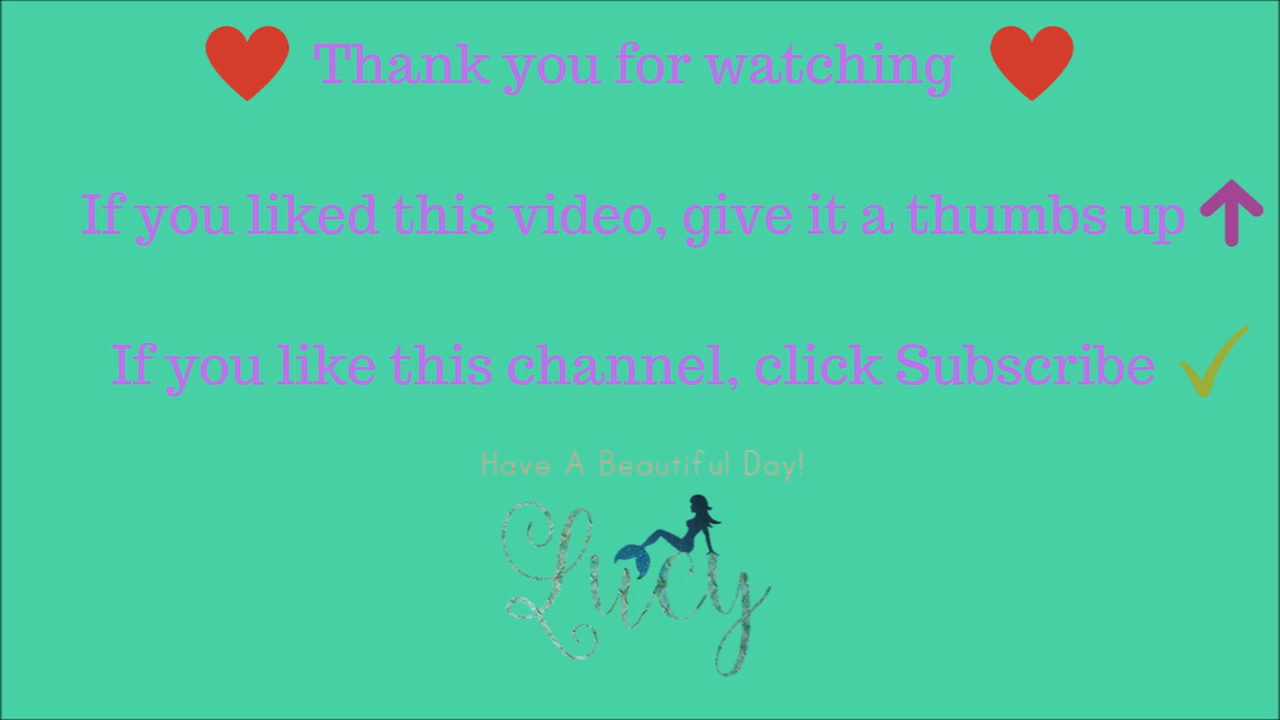 Thank you for watching
If you liked this video, give it a thumbs up
If you like this channel, click Subscribe
Have A Beautiful Day!
Lucy